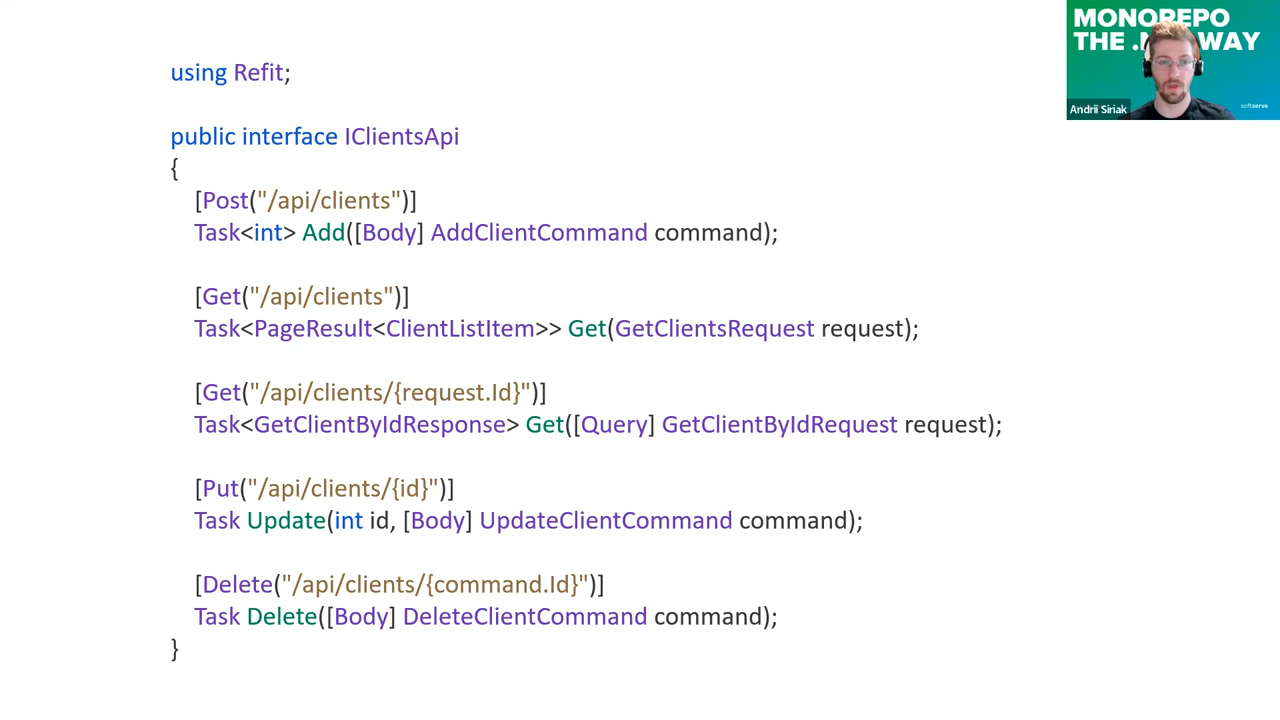 using Refit;
public interface IClientsApi
{
[Post("/api/clients")]
Task<int> Add([Body] AddClientCommand command);
[Get("/api/clients")]
Task<PageResult<ClientListItem>> Get(GetClientsRequest request);
[Get("/api/clients/{request.Id}")]
Task<GetClientByIdResponse> Get([Query] GetClientByIdRequest request);
[Put("/api/clients/{id}")]
Task Update(int id, [Body] UpdateClientCommand command);
[Delete("/api/clients/{command.Id}")]
Task Delete([Body] DeleteClientCommand command);
}
MONOREPO
THE WAY
Andrii Siriak
softserve